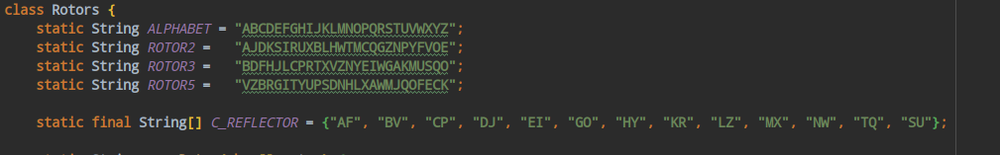 class Rotors {
static String ALPHABET = "ABCDEFGHIJKLMNOPQRSTUVWXYZ";
static String ROTOR2 = "AJDKSIRUXBLHWTMCQGZNPYFVOE";
static String ROTOR3 = "BDFHJLCPRTXVZNYEIWGAKMUSQO";
static String ROTOR5 = "VZBRGITYUPSDNHLXAWMJQOFECK";
static final String[] C_REFLECTOR = {"AF", "BV", "CP", "DJ", "EI", "GO", "HY", "KR", "LZ", "MX", "NW", "TQ", "SU"};